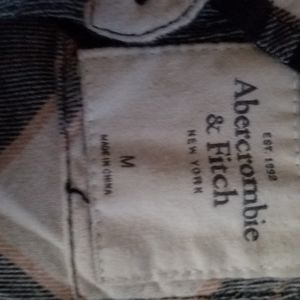 EST 1892
Abercrombie
& Fitch
NEW YORK
M
MADE IN CHINA